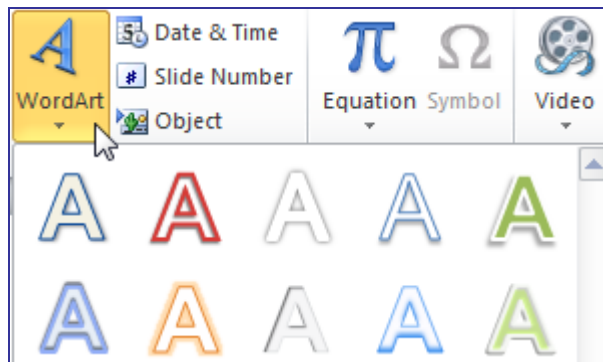 Date & Time
Slide Number
WordArt
Equation
Symbol
Video
Object
A A A A A
A A A A A